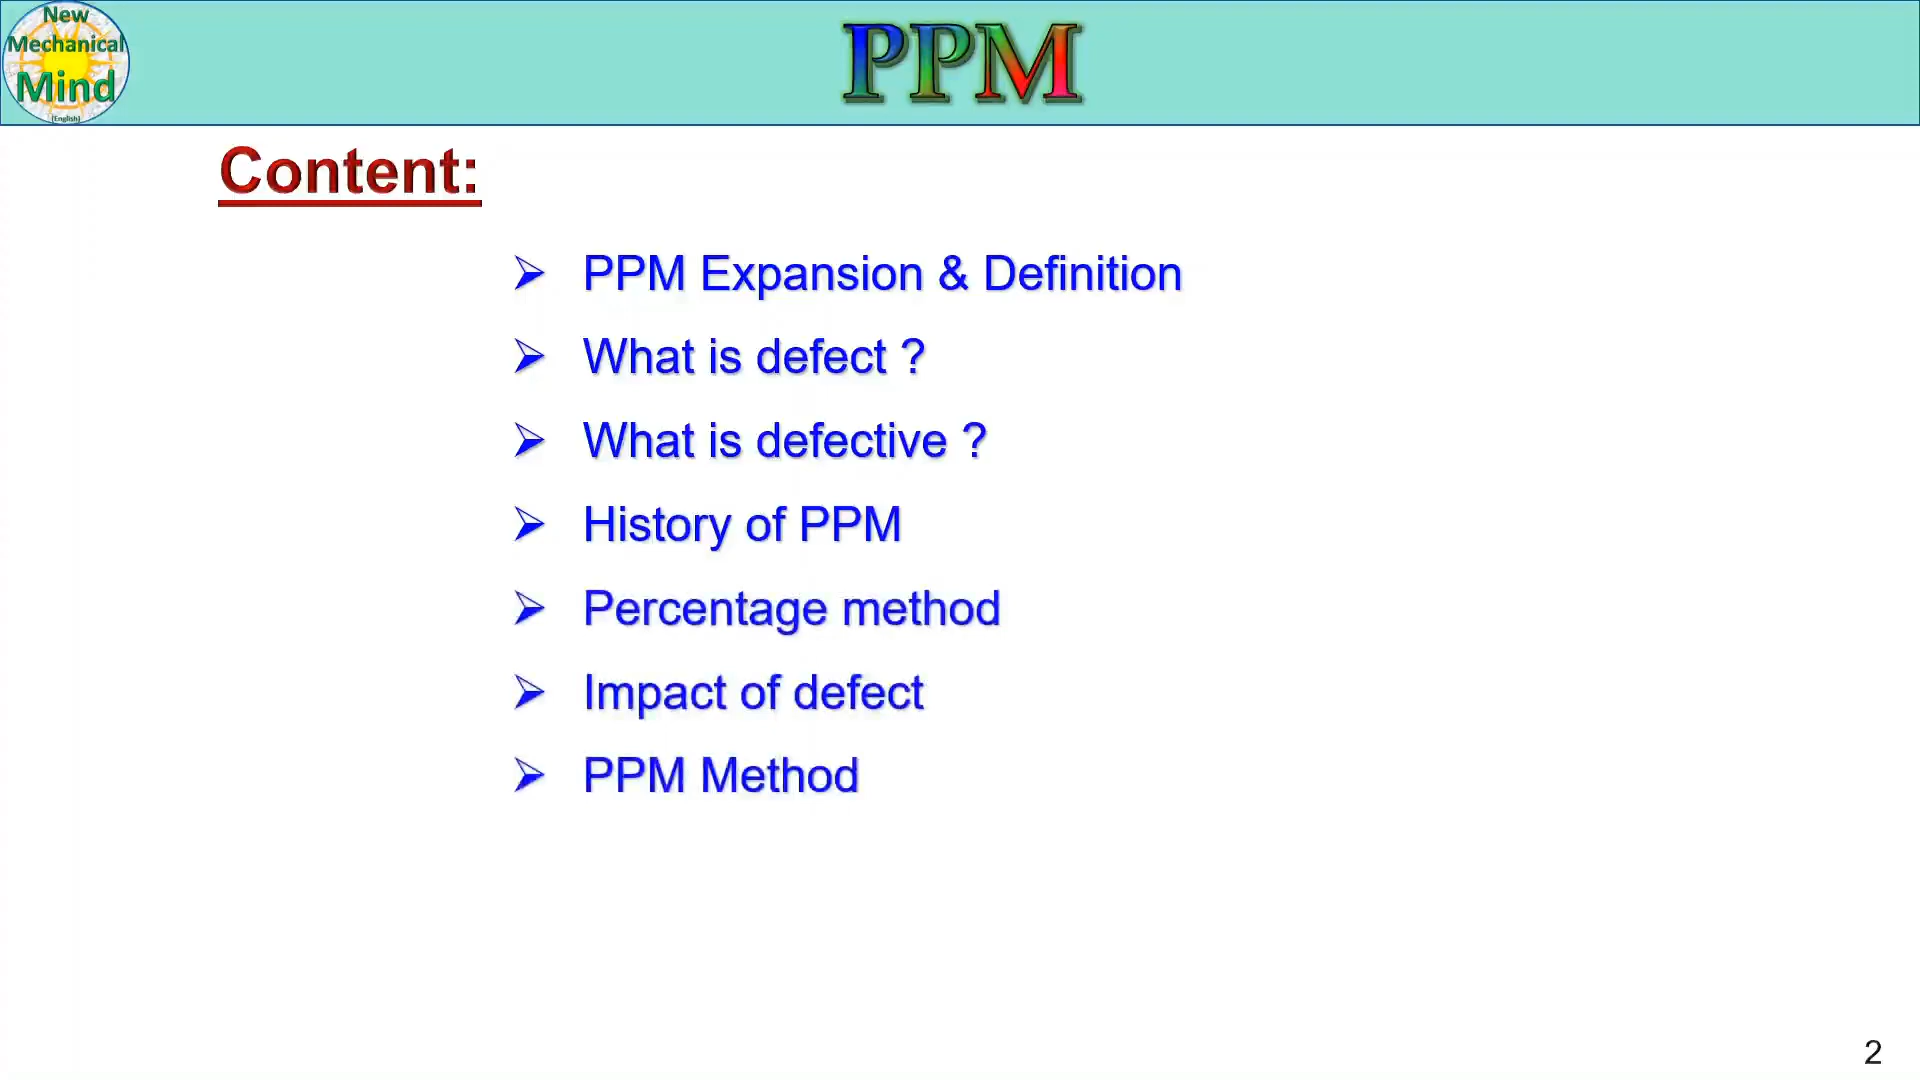 New
Mechanical
Mind
(English)
PPM
Content:
➢ PPM Expansion & Definition
➢ What is defect ?
➢ What is defective ?
➢ History of PPM
➢ Percentage method
➢ Impact of defect
➢ PPM Method
2